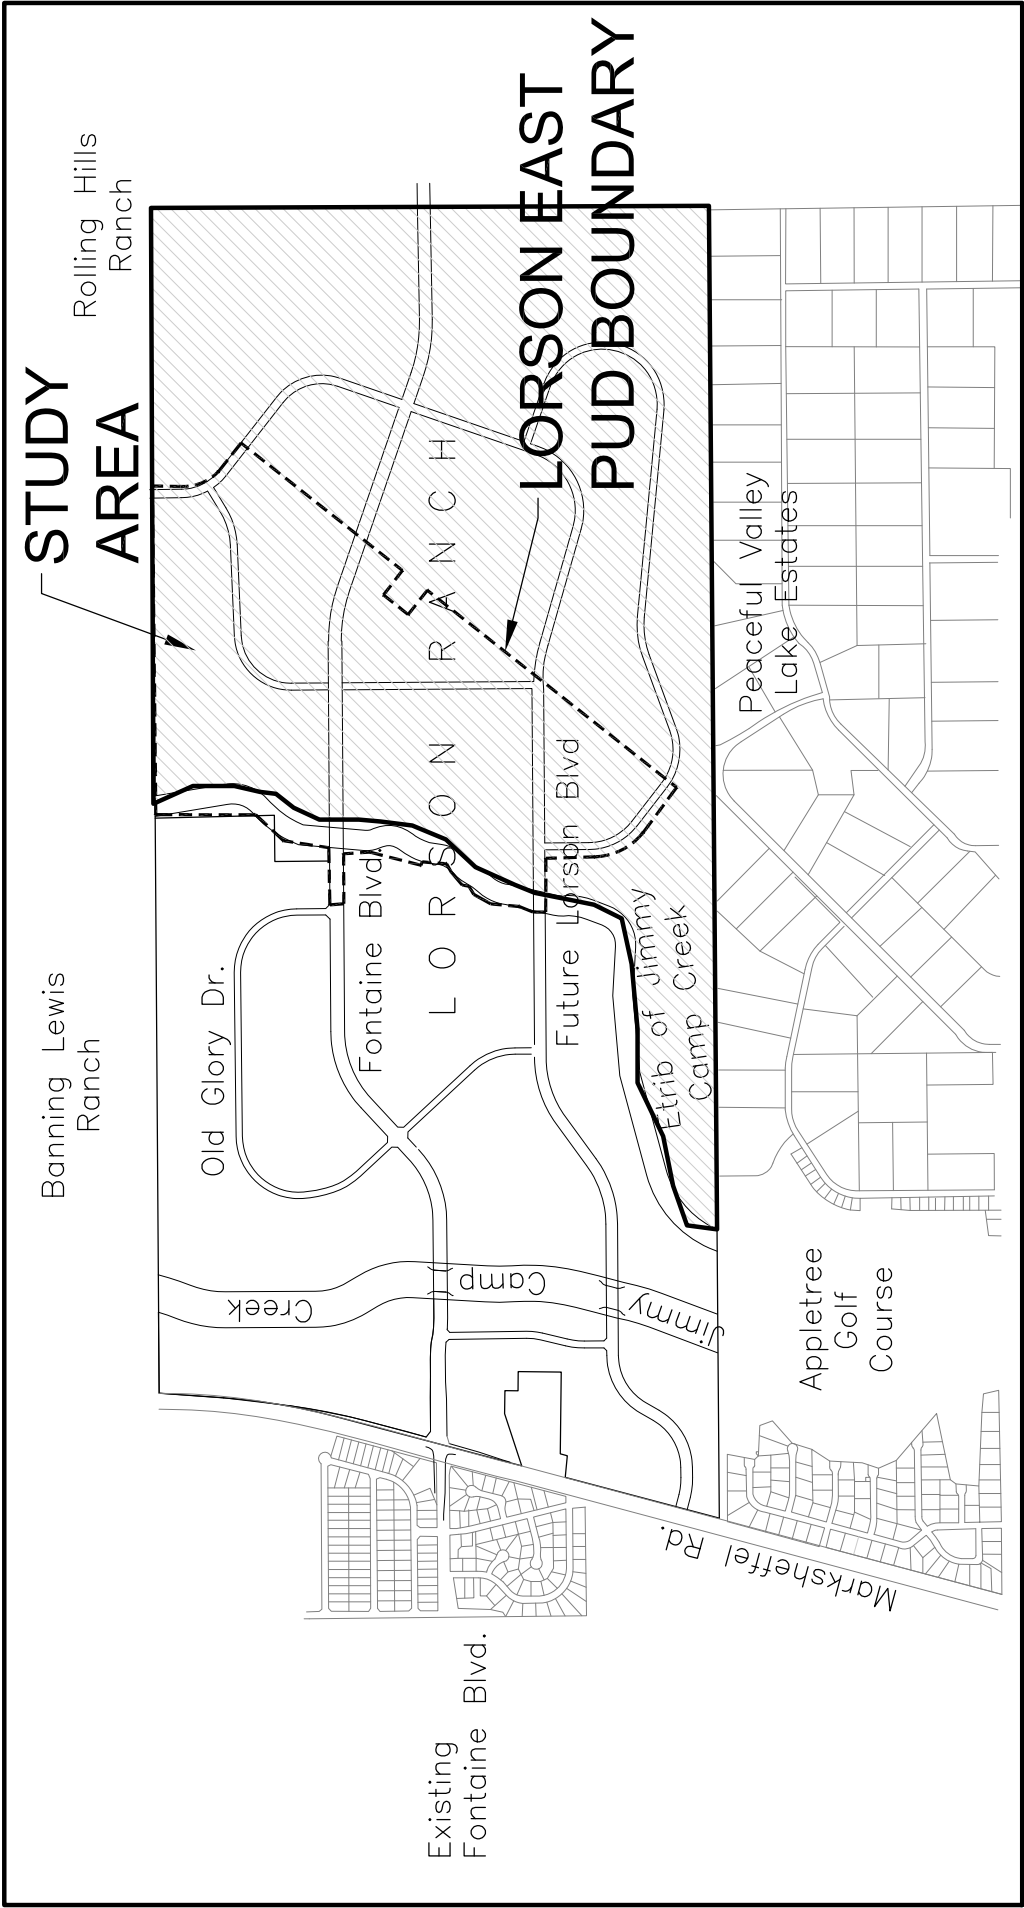 STUDY
AREA
Rolling Hills
Ranch
LORSON EAST
PUD BOUNDARY
Banning Lewis
Ranch
Old Glory Dr.
Fontaine Blvd.
LORSON RANCH
Future Lorson Blvd
Etrib of Jimmy
Camp Creek
Peaceful Valley
Lake Estates
Jimmy Camp Creek
Appletree
Golf
Course
Marksheffel Rd.
Existing
Fontaine Blvd.